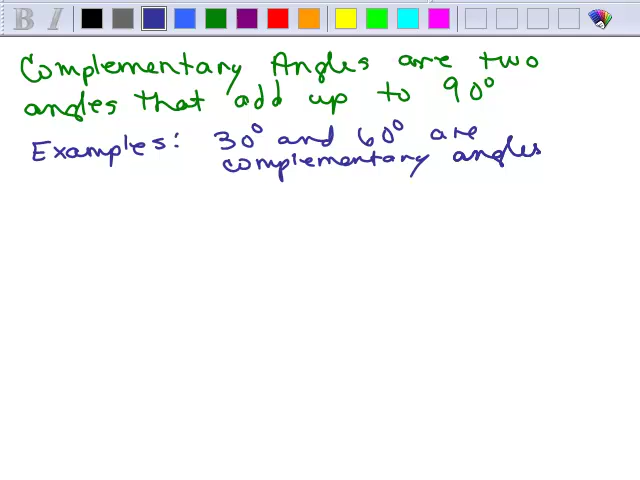 B I
Complementary Angles are two
angles that add up to 90°
Examples: 30° and 60° are
complementary angles